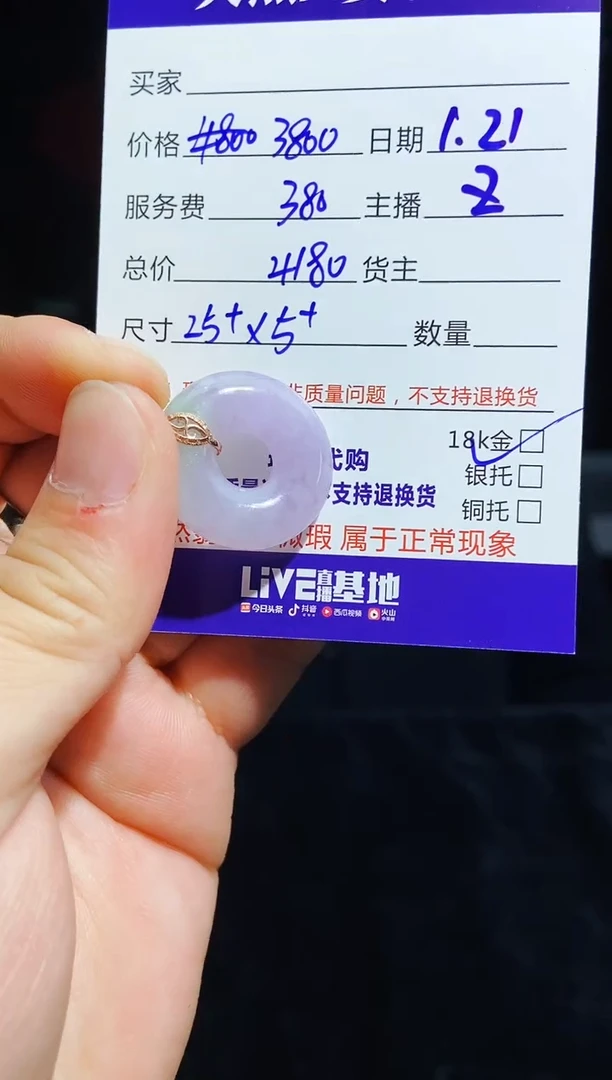 买家
价格 4800 3800 日期 1.21
服务费 380 主播 Z
总价 4180 货主
尺寸 25+×5+ 数量
非质量问题，不支持退换货
18k金
代购 银托
不支持退换货 铜托
瑕 属于正常现象
LiVE直播基地
今日头条 抖音 西瓜视频 火山